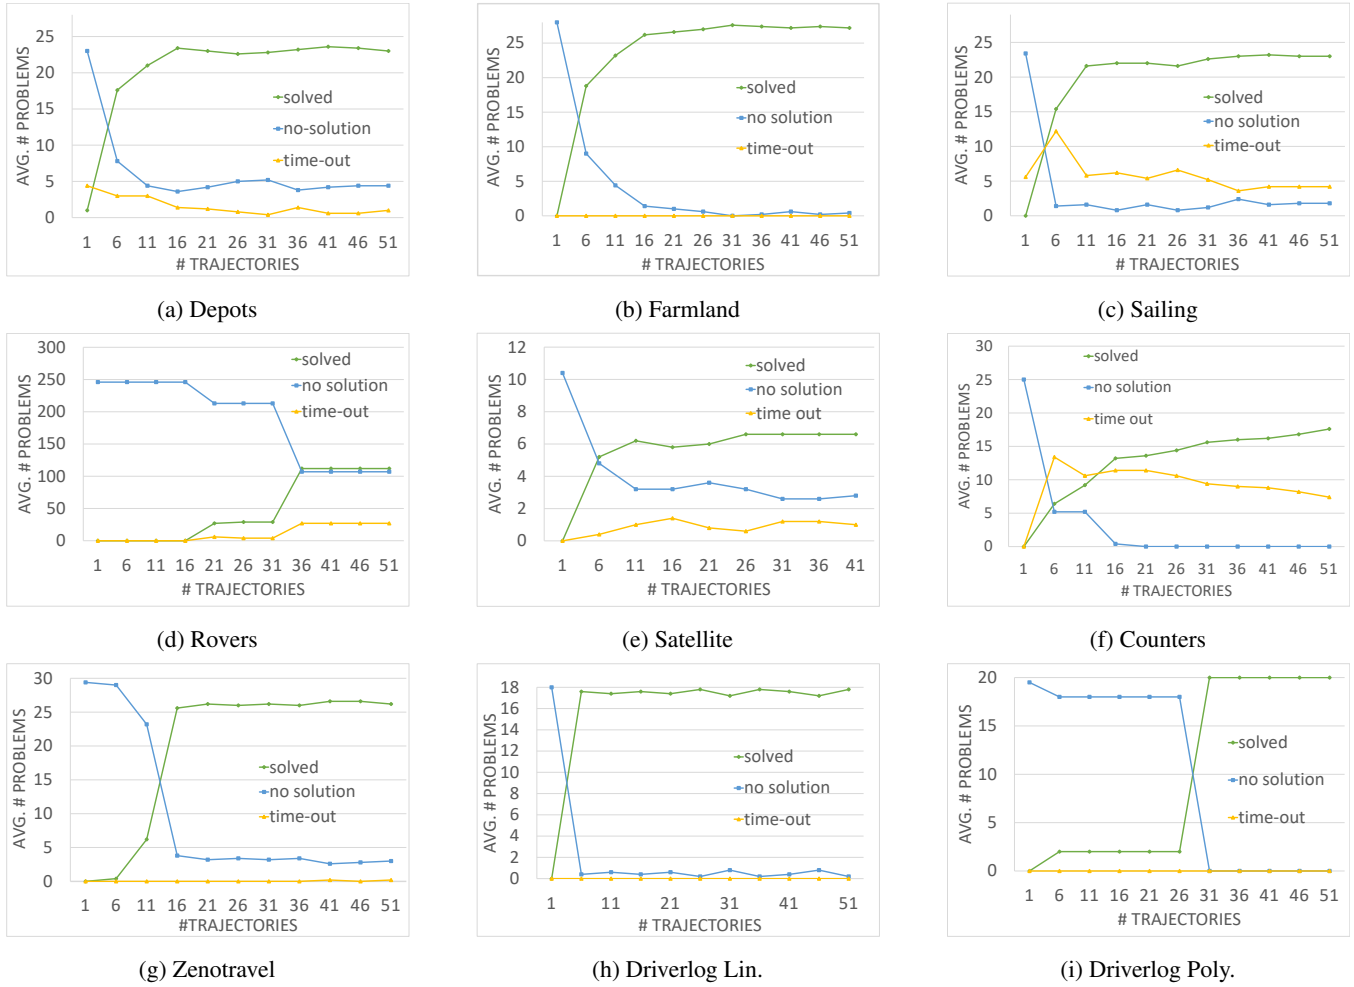 AVG. # PROBLEMS
25
20
15
10
5
0
solved
no-solution
time-out
1 6 11 16 21 26 31 36 41 46 51
# TRAJECTORIES
(a) Depots
AVG. # PROBLEMS
25
20
15
10
5
0
solved
no solution
time-out
1 6 11 16 21 26 31 36 41 46 51
# TRAJECTORIES
(b) Farmland
AVG. # PROBLEMS
25
20
15
10
5
0
solved
no solution
time-out
1 6 11 16 21 26 31 36 41 46 51
# TRAJECTORIES
(c) Sailing
AVG. # PROBLEMS
300
250
200
150
100
50
0
solved
no solution
time-out
1 6 11 16 21 26 31 36 41 46 51
# TRAJECTORIES
(d) Rovers
AVG. # PROBLEMS
12
10
8
6
4
2
0
solved
no solution
time out
1 6 11 16 21 26 31 36 41
# TRAJECTORIES
(e) Satellite
AVG. # PROBLEMS
30
25
20
15
10
5
0
solved
no solution
time out
1 6 11 16 21 26 31 36 41 46 51
# TRAJECTORIES
(f) Counters
AVG. # PROBLEMS
30
25
20
15
10
5
0
solved
no solution
time-out
1 6 11 16 21 26 31 36 41 46 51
#TRAJECTORIES
(g) Zenotravel
AVG. # PROBLEMS
18
16
14
12
10
8
6
4
2
0
solved
no solution
time-out
1 11 21 31 41 51
# TRAJECTORIES
(h) Driverlog Lin.
AVG. # PROBLEMS
20
15
10
5
0
solved
no solution
time-out
1 6 11 16 21 26 31 36 41 46 51
# TRAJECTORIES
(i) Driverlog Poly.